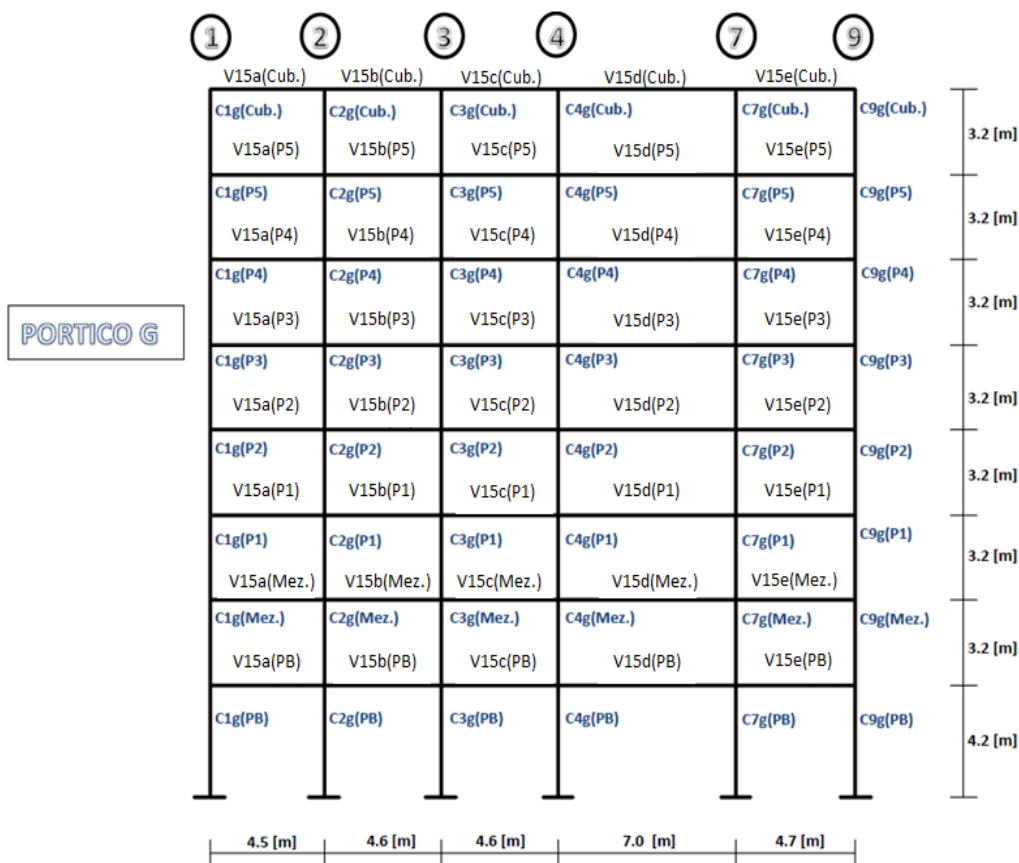 1 2 3 4 7 9
V15a(Cub.) V15b(Cub.) V15c(Cub.) V15d(Cub.) V15e(Cub.)
C1g(Cub.) C2g(Cub.) C3g(Cub.) C4g(Cub.) C7g(Cub.) C9g(Cub.)
3.2 [m]
V15a(P5) V15b(P5) V15c(P5) V15d(P5) V15e(P5)
C1g(P5) C2g(P5) C3g(P5) C4g(P5) C7g(P5) C9g(P5)
3.2 [m]
V15a(P4) V15b(P4) V15c(P4) V15d(P4) V15e(P4)
C1g(P4) C2g(P4) C3g(P4) C4g(P4) C7g(P4) C9g(P4)
3.2 [m]
V15a(P3) V15b(P3) V15c(P3) V15d(P3) V15e(P3)
PORTICO G
C1g(P3) C2g(P3) C3g(P3) C4g(P3) C7g(P3) C9g(P3)
3.2 [m]
V15a(P2) V15b(P2) V15c(P2) V15d(P2) V15e(P2)
C1g(P2) C2g(P2) C3g(P2) C4g(P2) C7g(P2) C9g(P2)
3.2 [m]
V15a(P1) V15b(P1) V15c(P1) V15d(P1) V15e(P1)
C1g(P1) C2g(P1) C3g(P1) C4g(P1) C7g(P1) C9g(P1)
3.2 [m]
V15a(Mez.) V15b(Mez.) V15c(Mez.) V15d(Mez.) V15e(Mez.)
C1g(Mez.) C2g(Mez.) C3g(Mez.) C4g(Mez.) C7g(Mez.) C9g(Mez.)
3.2 [m]
V15a(PB) V15b(PB) V15c(PB) V15d(PB) V15e(PB)
C1g(PB) C2g(PB) C3g(PB) C4g(PB) C7g(PB) C9g(PB)
4.2 [m]
4.5 [m] 4.6 [m] 4.6 [m] 7.0 [m] 4.7 [m]